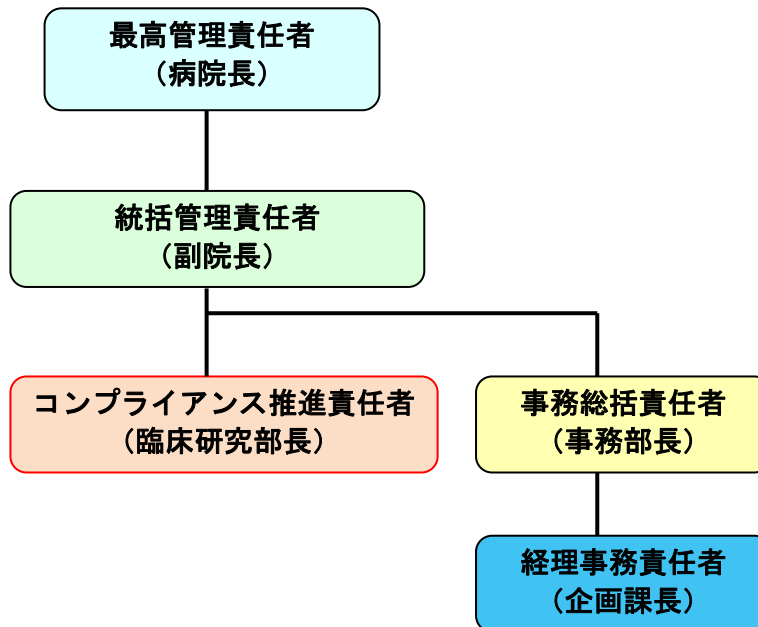 最高管理責任者
（病院長）
統括管理責任者
（副院長）
コンプライアンス推進責任者
（臨床研究部長）
事務総括責任者
（事務部長）
経理事務責任者
（企画課長）